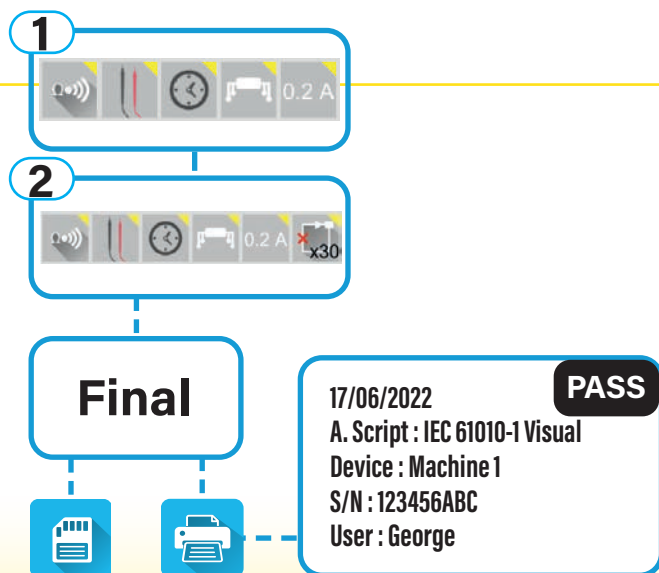 1
Ω
0.2 A
2
Ω
0.2 A
x30
Final
PASS
17/06/2022
A. Script : IEC 61010-1 Visual
Device : Machine 1
S/N : 123456ABC
User : George